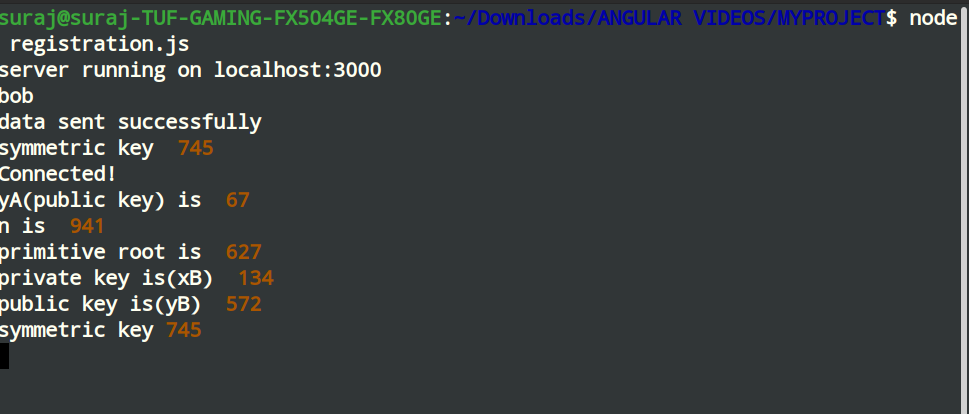 suraj@suraj-TUF-GAMING-FX504GE-FX80GE:~/Downloads/ANGULAR VIDEOS/MYPROJECT$ node
registration.js
server running on localhost:3000
bob
data sent successfully
symmetric key 745
Connected!
yA(public key) is 67
n is 941
primitive root is 627
private key is(xB) 134
public key is(yB) 572
symmetric key 745